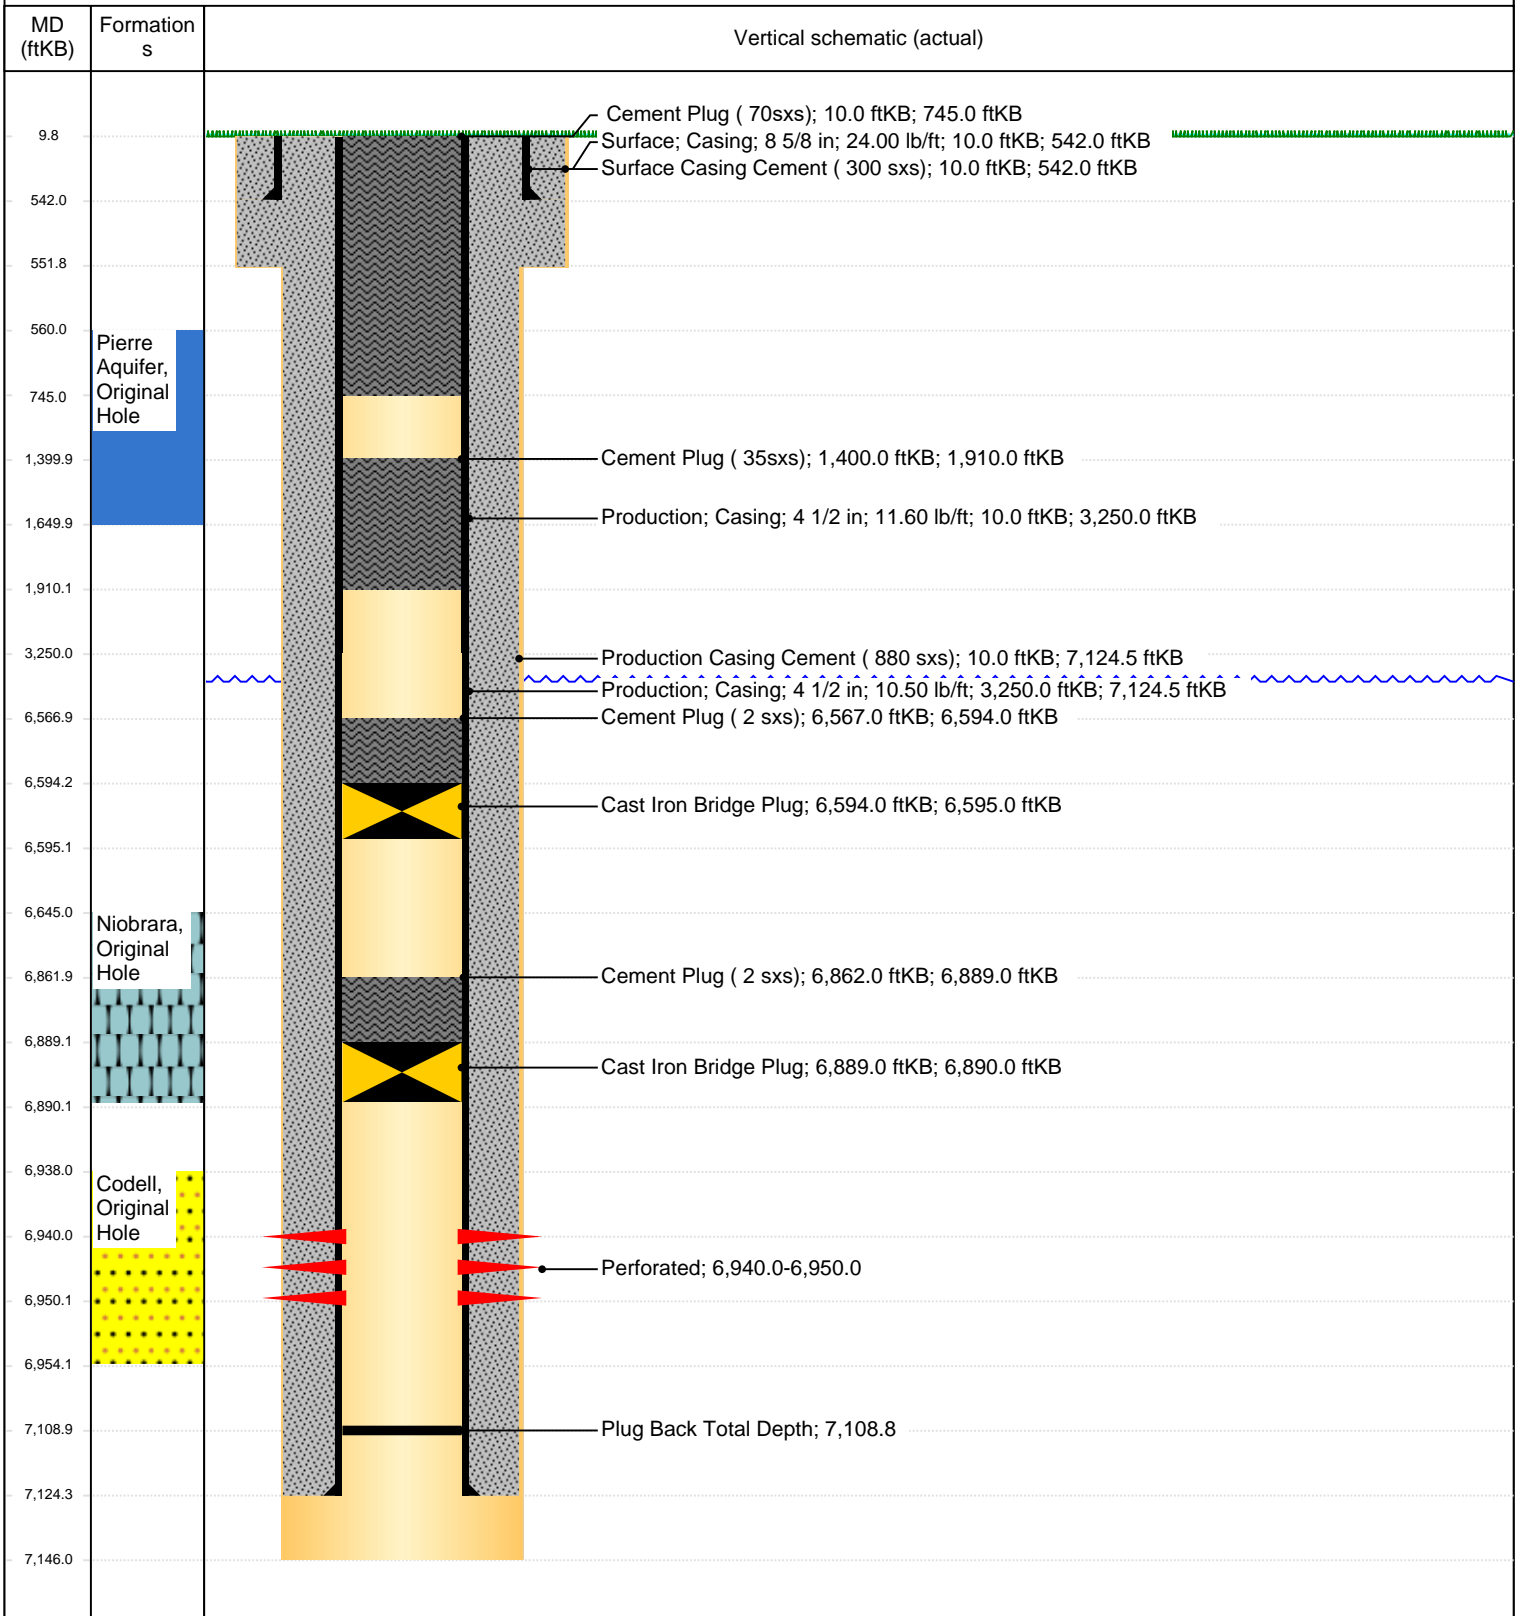 MD
(ftKB)
Formation
s
Vertical schematic (actual)
Cement Plug ( 70sxs); 10.0 ftKB; 745.0 ftKB
9.8
Surface; Casing; 8 5/8 in; 24.00 lb/ft; 10.0 ftKB; 542.0 ftKB
Surface Casing Cement ( 300 sxs); 10.0 ftKB; 542.0 ftKB
542.0
551.8
560.0
Pierre
Aquifer,
Original
Hole
745.0
1,399.9
Cement Plug ( 35sxs); 1,400.0 ftKB; 1,910.0 ftKB
Production; Casing; 4 1/2 in; 11.60 lb/ft; 10.0 ftKB; 3,250.0 ftKB
1,649.9
1,910.1
3,250.0
Production Casing Cement ( 880 sxs); 10.0 ftKB; 7,124.5 ftKB
Production; Casing; 4 1/2 in; 10.50 lb/ft; 3,250.0 ftKB; 7,124.5 ftKB
6,566.9
Cement Plug ( 2 sxs); 6,567.0 ftKB; 6,594.0 ftKB
6,594.2
Cast Iron Bridge Plug; 6,594.0 ftKB; 6,595.0 ftKB
6,595.1
6,645.0
Niobrara,
Original
Hole
6,861.9
Cement Plug ( 2 sxs); 6,862.0 ftKB; 6,889.0 ftKB
6,889.1
Cast Iron Bridge Plug; 6,889.0 ftKB; 6,890.0 ftKB
6,890.1
6,938.0
Codell,
Original
Hole
6,940.0
Perforated; 6,940.0-6,950.0
6,950.1
6,954.1
7,108.9
Plug Back Total Depth; 7,108.8
7,124.3
7,146.0